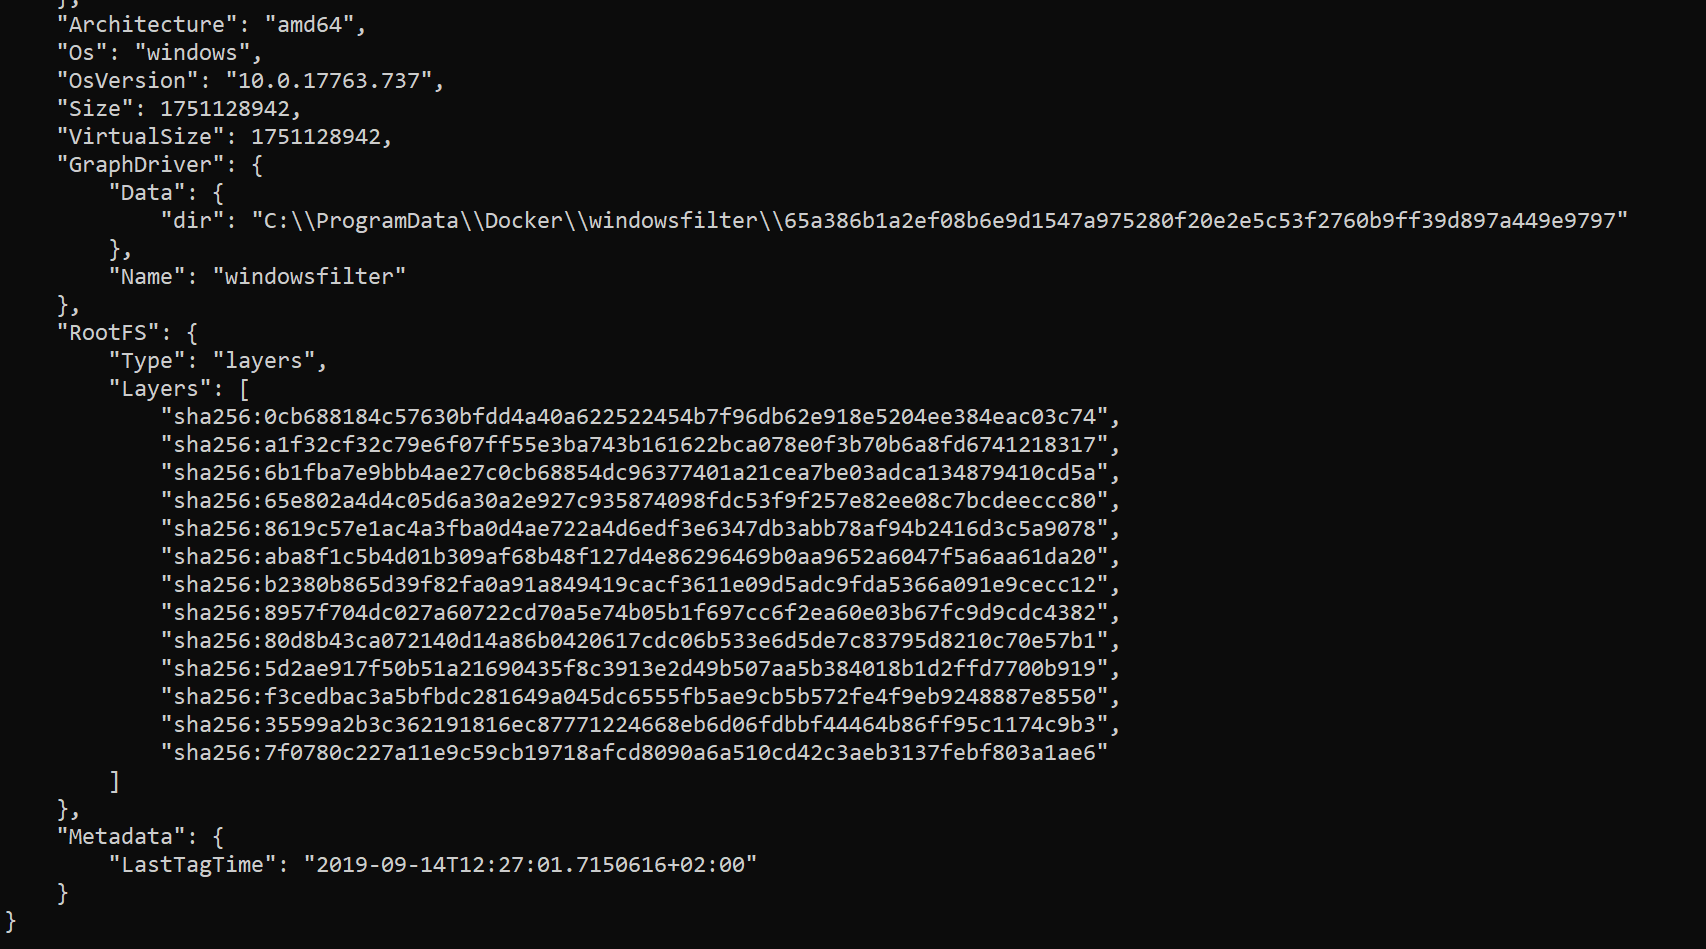 },
"Architecture": "amd64",
"Os": "windows",
"OsVersion": "10.0.17763.737",
"Size": 1751128942,
"VirtualSize": 1751128942,
"GraphDriver": {
"Data": {
"dir": "C:\\ProgramData\\Docker\\windowsfilter\\65a386b1a2ef08b6e9d1547a975280f20e2e5c53f2760b9ff39d897a449e9797"
},
"Name": "windowsfilter"
},
"RootFS": {
"Type": "layers",
"Layers": [
"sha256:0cb688184c57630bfdd4a40a622522454b7f96db62e918e5204ee384eac03c74",
"sha256:a1f32cf32c79e6f07ff55e3ba743b161622bca078e0f3b70b6a8fd6741218317",
"sha256:6b1fba7e9bbb4ae27c0cb68854dc96377401a21cea7be03adca134879410cd5a",
"sha256:65e802a4d4c05d6a30a2e927c935874098fdc53f9f257e82ee08c7bcdeeccc80",
"sha256:8619c57e1ac4a3fba0d4ae722a4d6edf3e6347db3abb78af94b2416d3c5a9078",
"sha256:aba8f1c5b4d01b309af68b48f127d4e86296469b0aa9652a6047f5a6aa61da20",
"sha256:b2380b865d39f82fa0a91a849419cacf3611e09d5adc9fda5366a091e9cecc12",
"sha256:8957f704dc027a60722cd70a5e74b05b1f697cc6f2ea60e03b67fc9d9cdc4382",
"sha256:80d8b43ca072140d14a86b0420617cdc06b533e6d5de7c83795d8210c70e57b1",
"sha256:5d2ae917f50b51a21690435f8c3913e2d49b507aa5b384018b1d2ffd7700b919",
"sha256:f3cedbac3a5bfbdc281649a045dc6555fb5ae9cb5b572fe4f9eb9248887e8550",
"sha256:35599a2b3c362191816ec87771224668eb6d06fdbbf44464b86ff95c1174c9b3",
"sha256:7f0780c227a11e9c59cb19718afcd8090a6a510cd42c3aeb3137febf803a1ae6"
]
},
"Metadata": {
"LastTagTime": "2019-09-14T12:27:01.7150616+02:00"
}
}